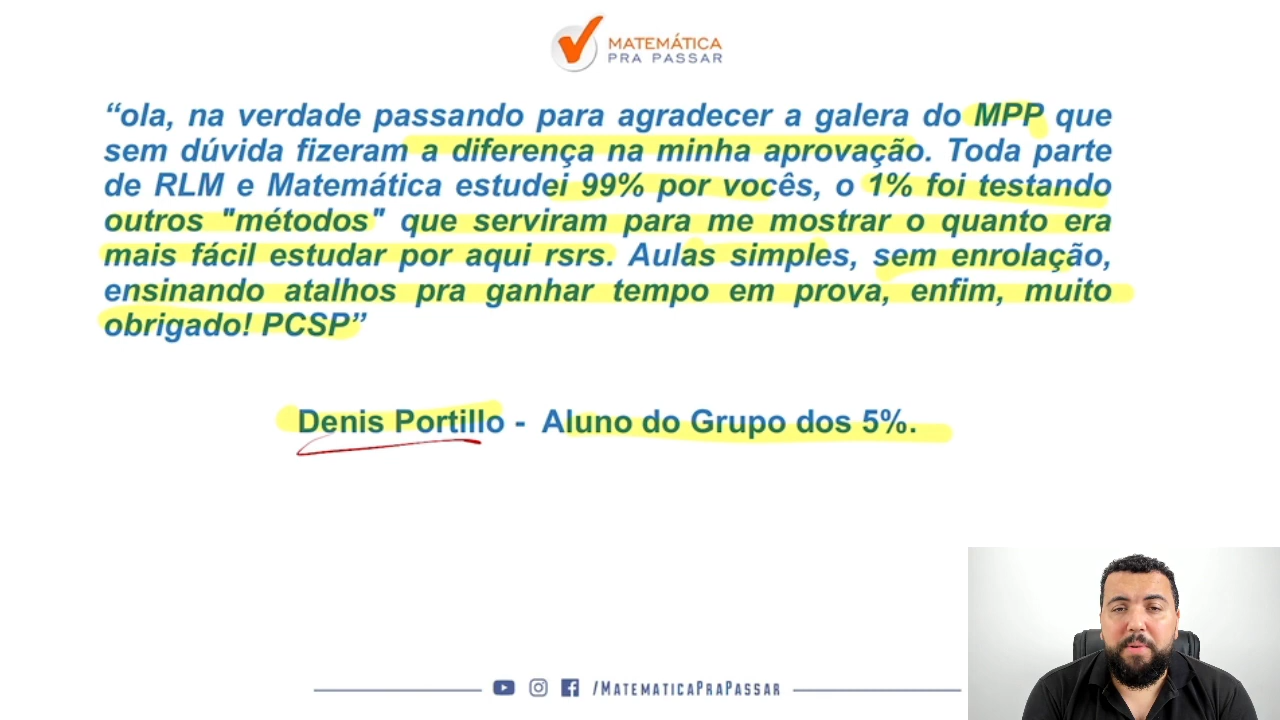 MATEMÁTICA
PRA PASSAR
“ola, na verdade passando para agradecer a galera do MPP que
sem dúvida fizeram a diferença na minha aprovação. Toda parte
de RLM e Matemática estudei 99% por vocês, o 1% foi testando
outros "métodos" que serviram para me mostrar o quanto era
mais fácil estudar por aqui rsrs. Aulas simples, sem enrolação,
ensinando atalhos pra ganhar tempo em prova, enfim, muito
obrigado! PCSP”
Denis Portillo - Aluno do Grupo dos 5%.
/MATEMATICAPRAPASSAR